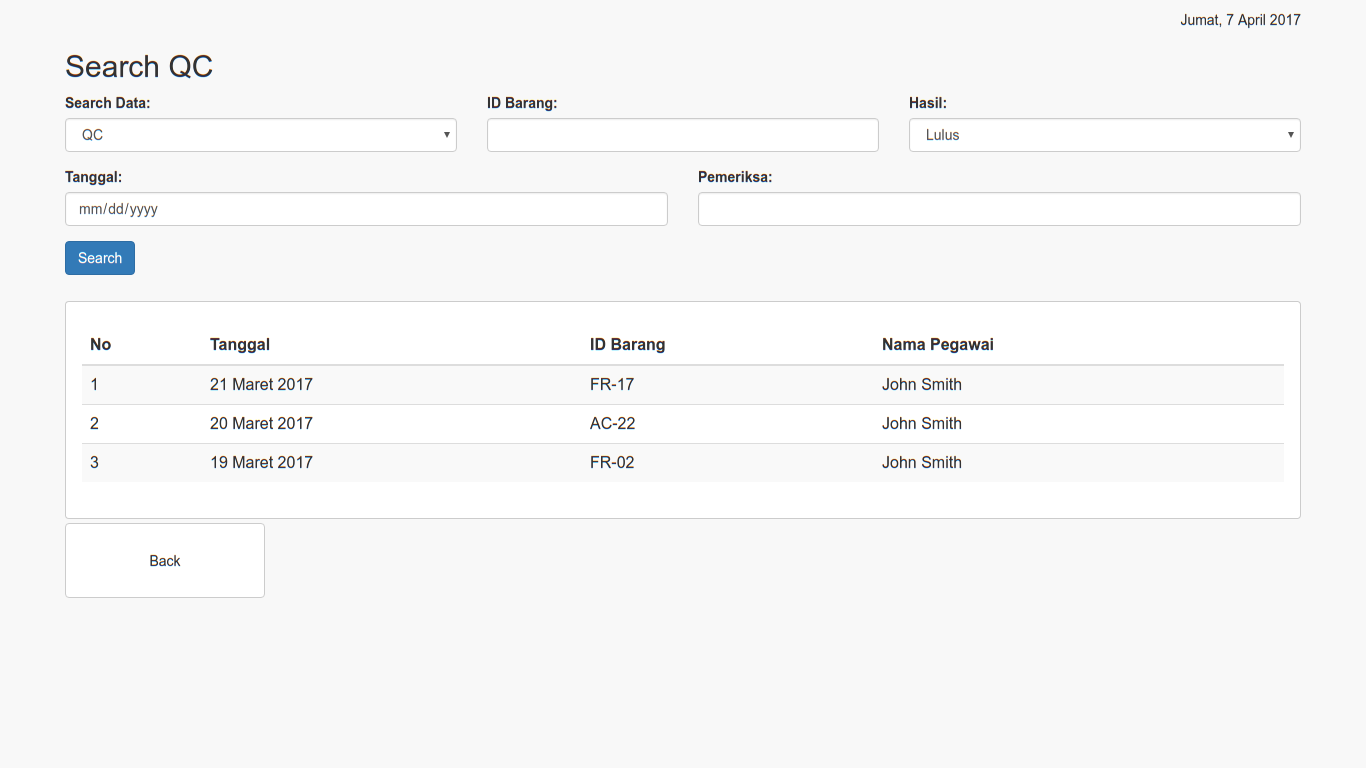 Jumat, 7 April 2017
Search QC
Search Data: ID Barang: Hasil:
QC Lulus
Tanggal: Pemeriksa:
mm/dd/yyyy
Search
No Tanggal ID Barang Nama Pegawai
1 21 Maret 2017 FR-17 John Smith
2 20 Maret 2017 AC-22 John Smith
3 19 Maret 2017 FR-02 John Smith
Back